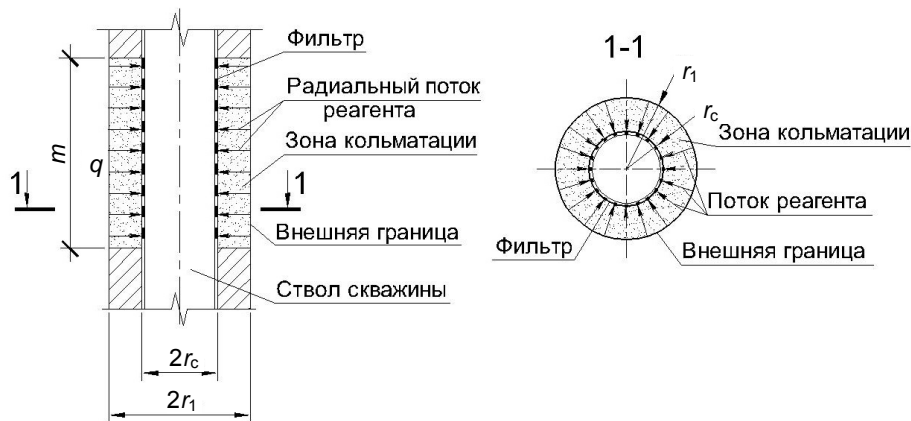 Фильтр
Радиальный поток
реагента
Зона кольматации
m
q
1
1
Внешняя граница
Ствол скважины
2rс
2r1
1-1
r1
rс
Зона кольматации
Поток реагента
Фильтр
Внешняя граница